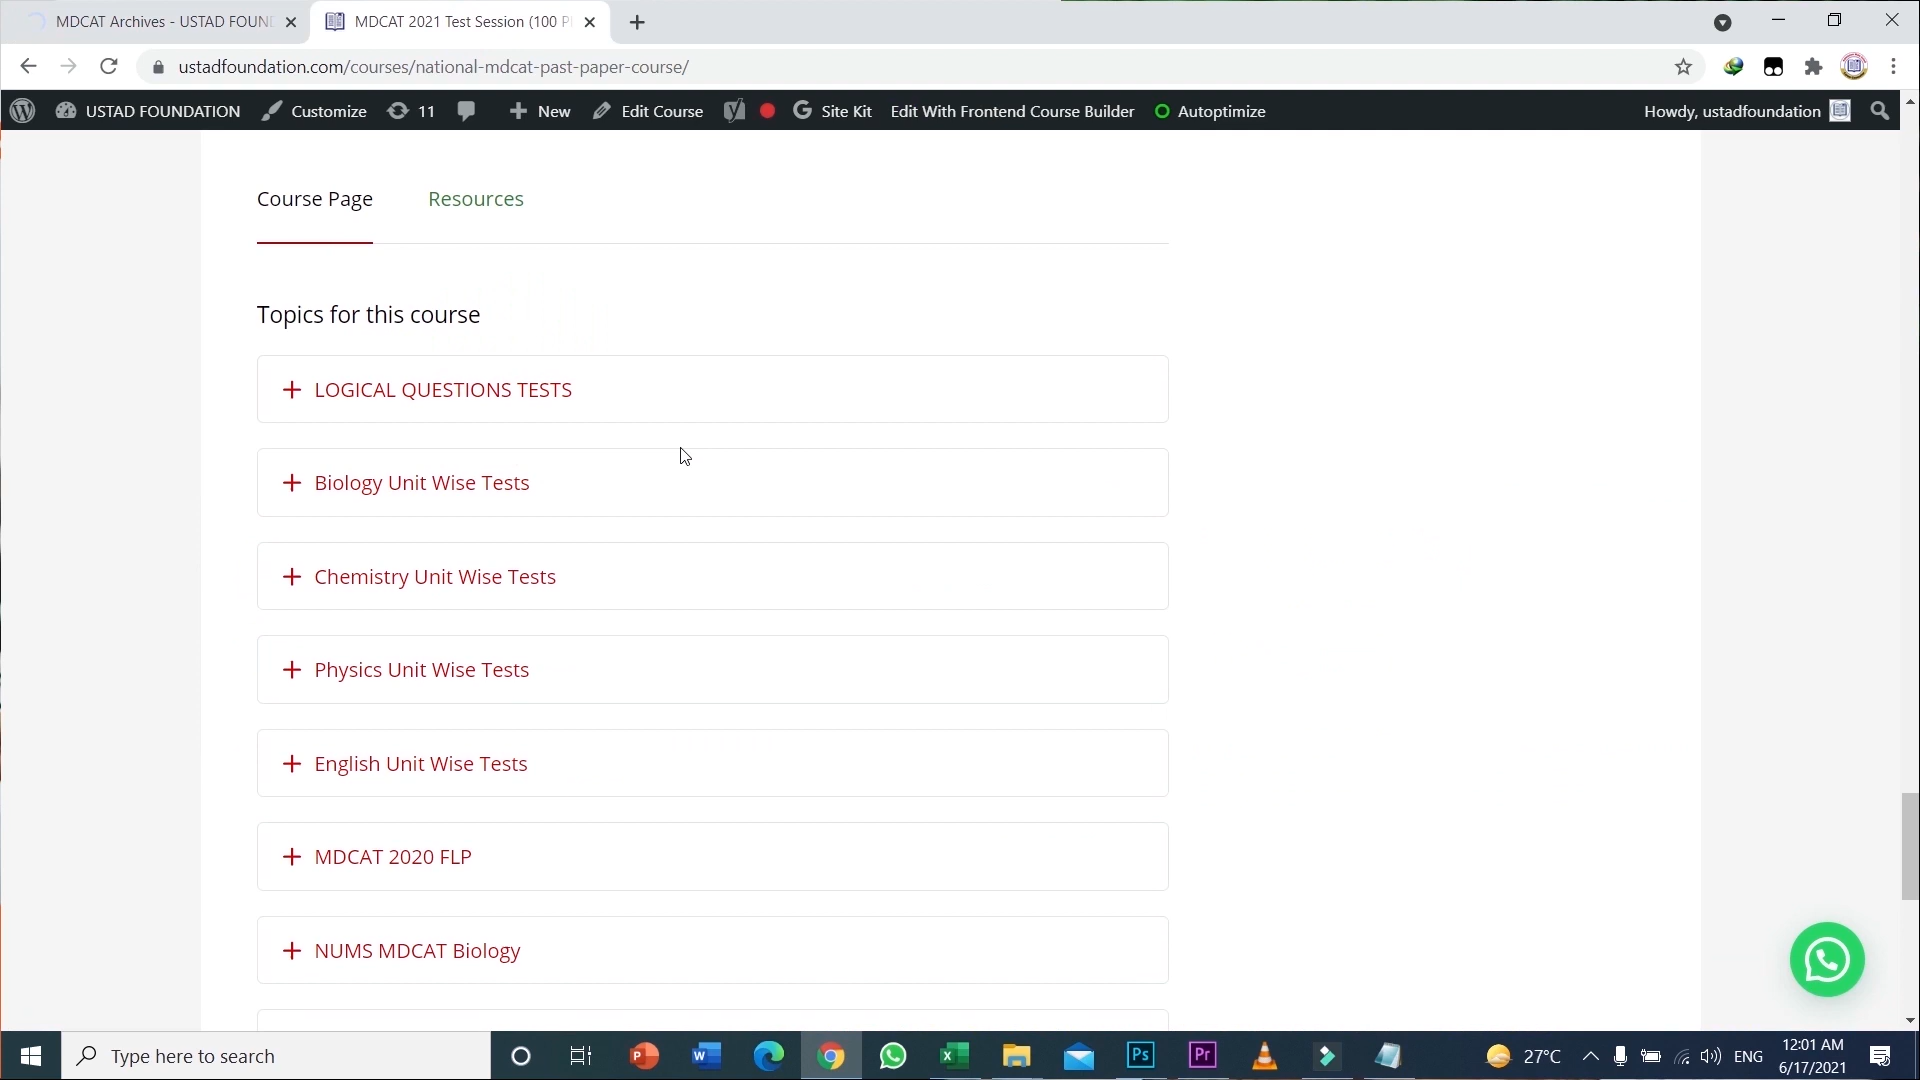 MDCAT Archives - USTAD FOUND
MDCAT 2021 Test Session (100 P
ustadfoundation.com/courses/national-mdcat-past-paper-course/
USTAD FOUNDATION Customize 11 New Edit Course Site Kit Edit With Frontend Course Builder Autoptimize Howdy, ustadfoundation
Course Page Resources
Topics for this course
LOGICAL QUESTIONS TESTS
Biology Unit Wise Tests
Chemistry Unit Wise Tests
Physics Unit Wise Tests
English Unit Wise Tests
MDCAT 2020 FLP
NUMS MDCAT Biology
Type here to search
27°C
ENG
12:01 AM
6/17/2021